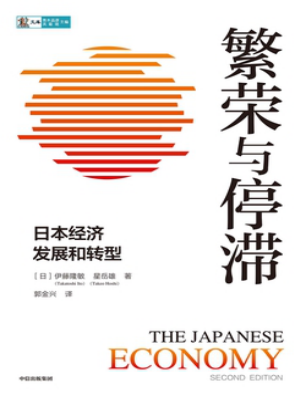 文库
繁荣与停滞
日本经济
发展和转型
［日］伊藤隆敏 星岳雄 著
（Takatoshi Ito）（Takeo Hoshi）
郭金兴 译
THE JAPANESE
ECONOMY
SECOND EDITION
中信出版集团